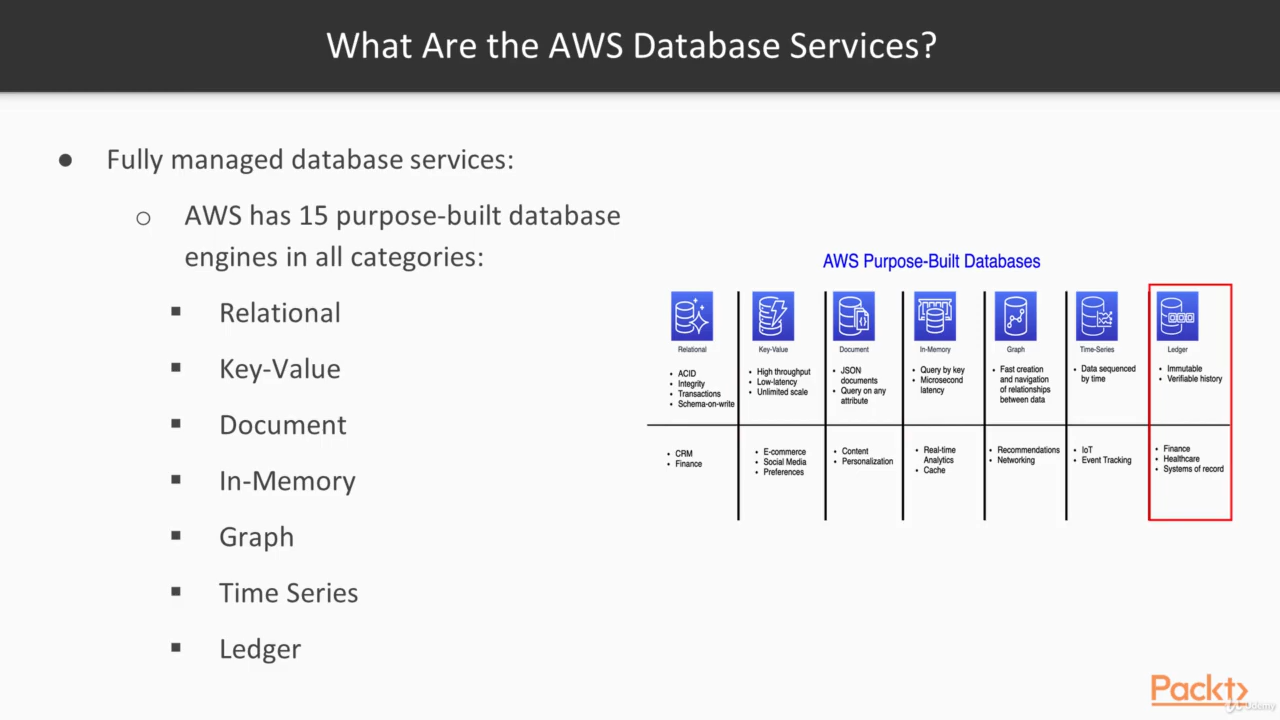 What Are the AWS Database Services?
● Fully managed database services:
o AWS has 15 purpose-built database
engines in all categories:
▪ Relational
▪ Key-Value
▪ Document
▪ In-Memory
▪ Graph
▪ Time Series
▪ Ledger
AWS Purpose-Built Databases
Relational
• ACID
• Integrity
• Transactions
• Schema-on-write
• CRM
• Finance
Key-Value
• High throughput
• Low-latency
• Unlimited scale
• E-commerce
• Social Media
• Preferences
Document
• JSON
documents
• Query on any
attribute
• Content
• Personalization
In-Memory
• Query by key
• Microsecond
latency
• Real-time
Analytics
• Cache
Graph
• Fast creation
and navigation
of relationships
between data
• Recommendations
• Networking
Time-Series
• Data sequenced
by time
• IoT
• Event Tracking
Ledger
• Immutable
• Verifiable history
• Finance
• Healthcare
• Systems of record
Packt>
Udemy